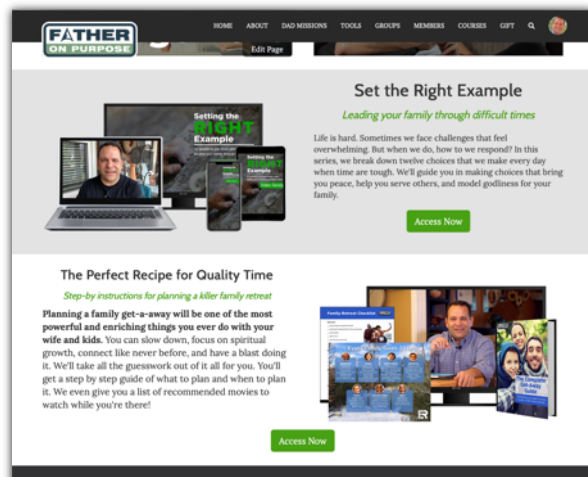 FATHER
ON PURPOSE
HOME ABOUT DAD MISSIONS TOOLS GROUPS MEMBERS COURSES GIFT
Edit Page
Setting the
RIGHT
Example
Setting the
RIGHT
Example
Set the Right Example
Leading your family through difficult times
Life is hard. Sometimes we face challenges that feel
overwhelming. But when we do, how to we respond? In this
series, we break down twelve choices that we make every day
when time are tough. We'll guide you in making choices that bring
you peace, help you serve others, and model godliness for your
family.
Access Now
The Perfect Recipe for Quality Time
Step-by instructions for planning a killer family retreat
Planning a family get-a-away will be one of the most
powerful and enriching things you ever do with your
wife and kids. You can slow down, focus on spiritual
growth, connect like never before, and have a blast doing
it. We'll take all the guesswork out of it all for you. You'll
get a step by step guide of what to plan and when to plan
it. We even give you a list of recommended movies to
watch while you're there!
Family Retreat Checklist
The Complete
Get-Away
Guide
Access Now